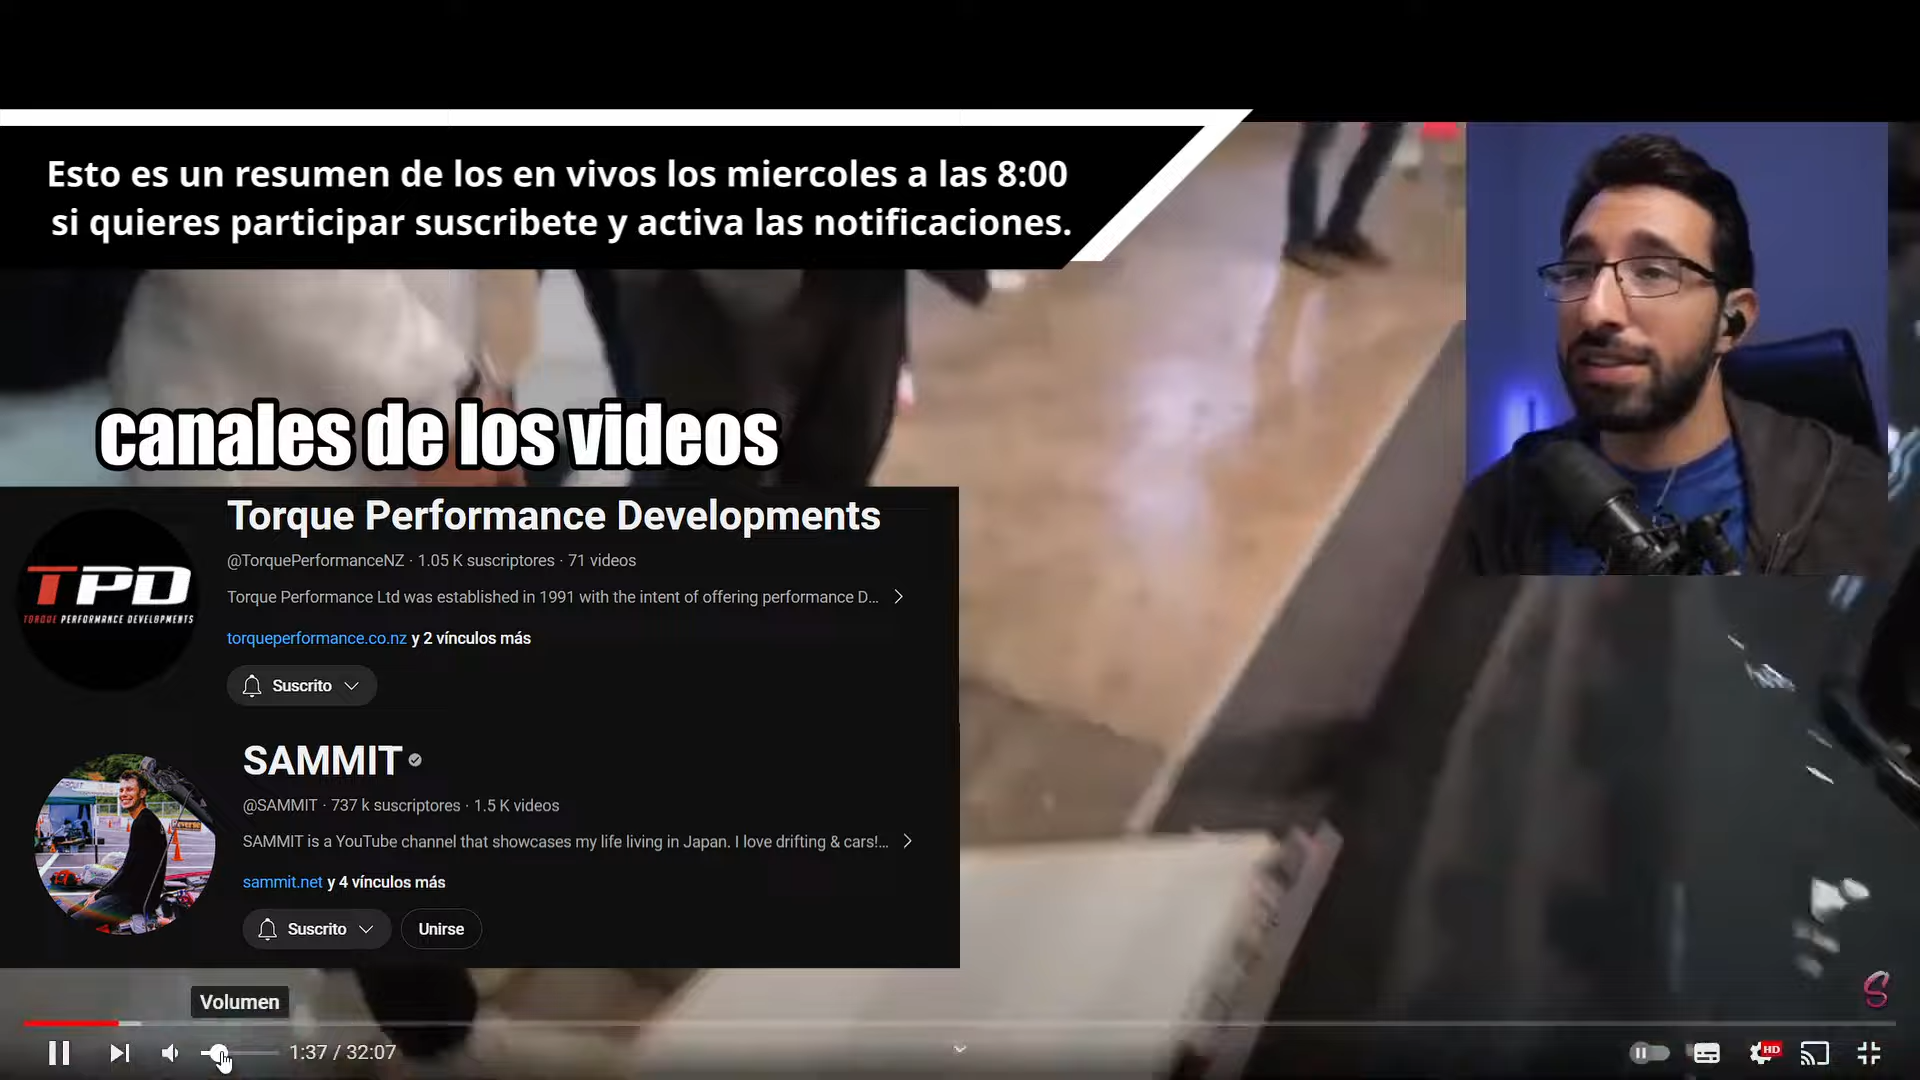 Esto es un resumen de los en vivos los miercoles a las 8:00
si quieres participar suscribete y activa las notificaciones.
canales de los videos
Torque Performance Developments
@TorquePerformanceNZ · 1.05 K suscriptores · 71 videos
Torque Performance Ltd was established in 1991 with the intent of offering performance D...
torqueperformance.co.nz y 2 vínculos más
Suscrito
TPD
TORQUE PERFORMANCE DEVELOPMENTS
SAMMIT
@SAMMIT · 737 k suscriptores · 1.5 K videos
SAMMIT is a YouTube channel that showcases my life living in Japan. I love drifting & cars!...
sammit.net y 4 vínculos más
Suscrito
Unirse
S
Volumen
1:37 / 32:07
HD